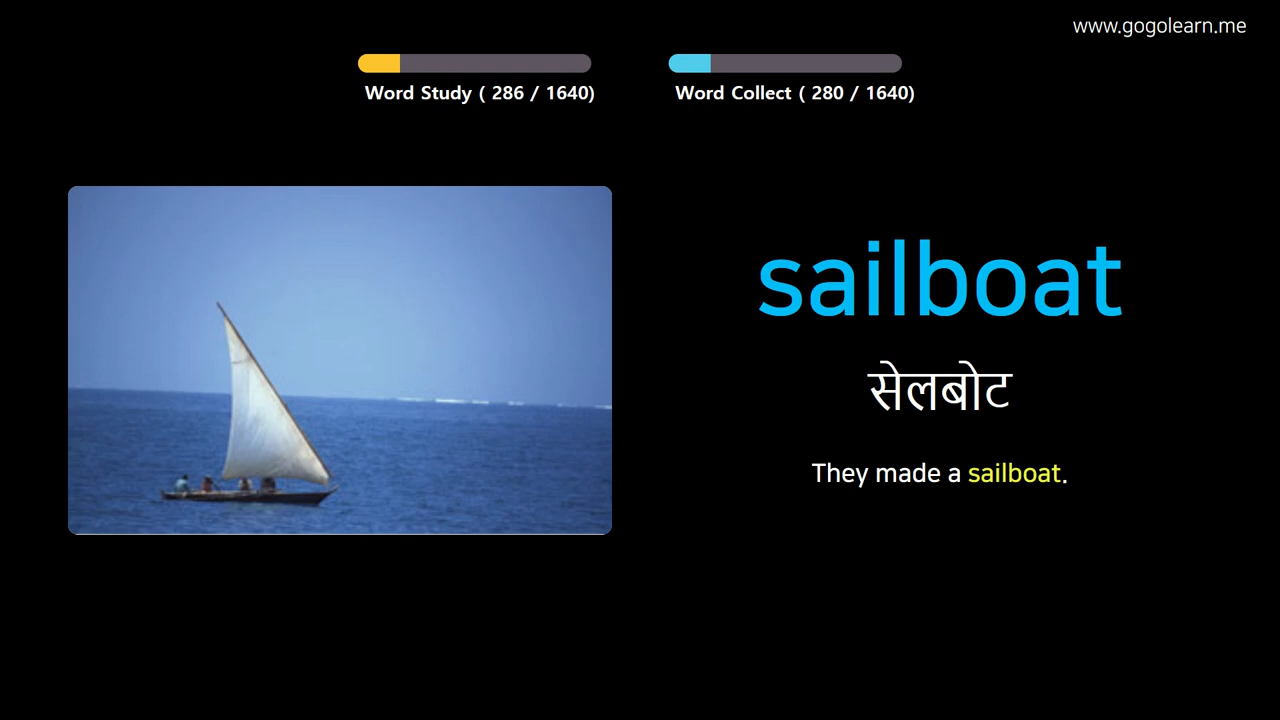 www.gogolearn.me
Word Study ( 286 / 1640)
Word Collect ( 280 / 1640)
sailboat
सेलबोट
They made a sailboat.